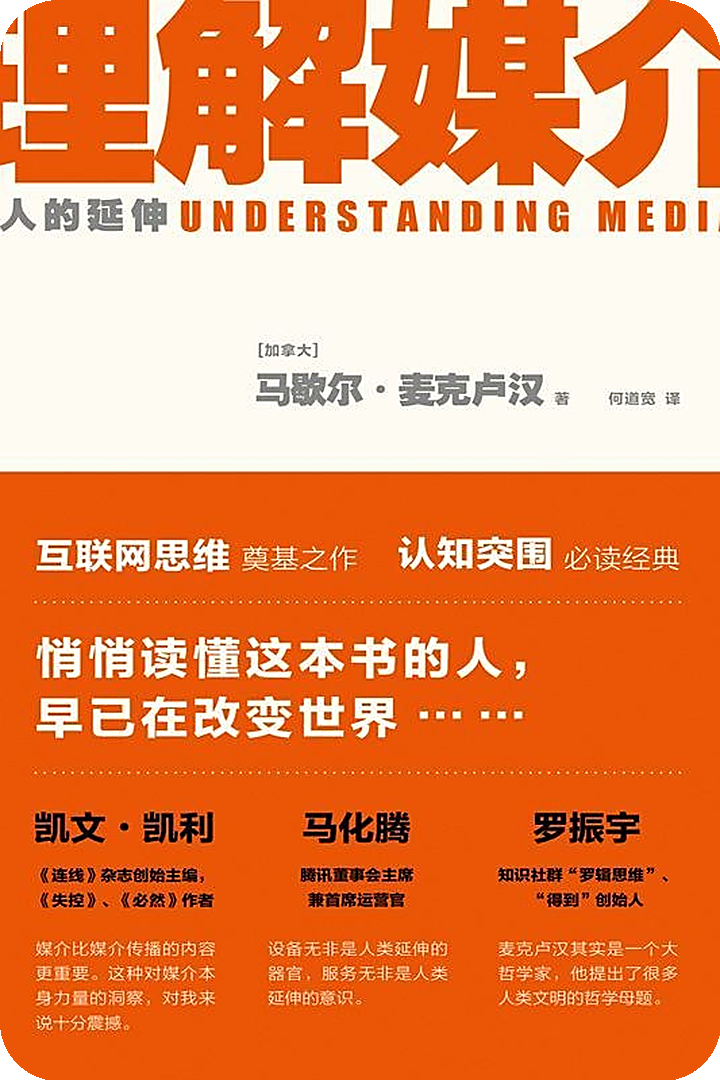 理解媒介
人的延伸 UNDERSTANDING MEDIA
[加拿大]
马歇尔·麦克卢汉 著 何道宽 译
互联网思维 奠基之作 认知突围 必读经典
悄悄读懂这本书的人，
早已在改变世界 ……
凯文·凯利
《连线》杂志创始主编，
《失控》、《必然》作者
媒介比媒介传播的内容
更重要。这种对媒介本
身力量的洞察，对我来
说十分震撼。
马化腾
腾讯董事会主席
兼首席运营官
设备无非是人类延伸的
器官，服务无非是人类
延伸的意识。
罗振宇
知识社群“罗辑思维”、
“得到”创始人
麦克卢汉其实是一个大
哲学家，他提出了很多
人类文明的哲学母题。